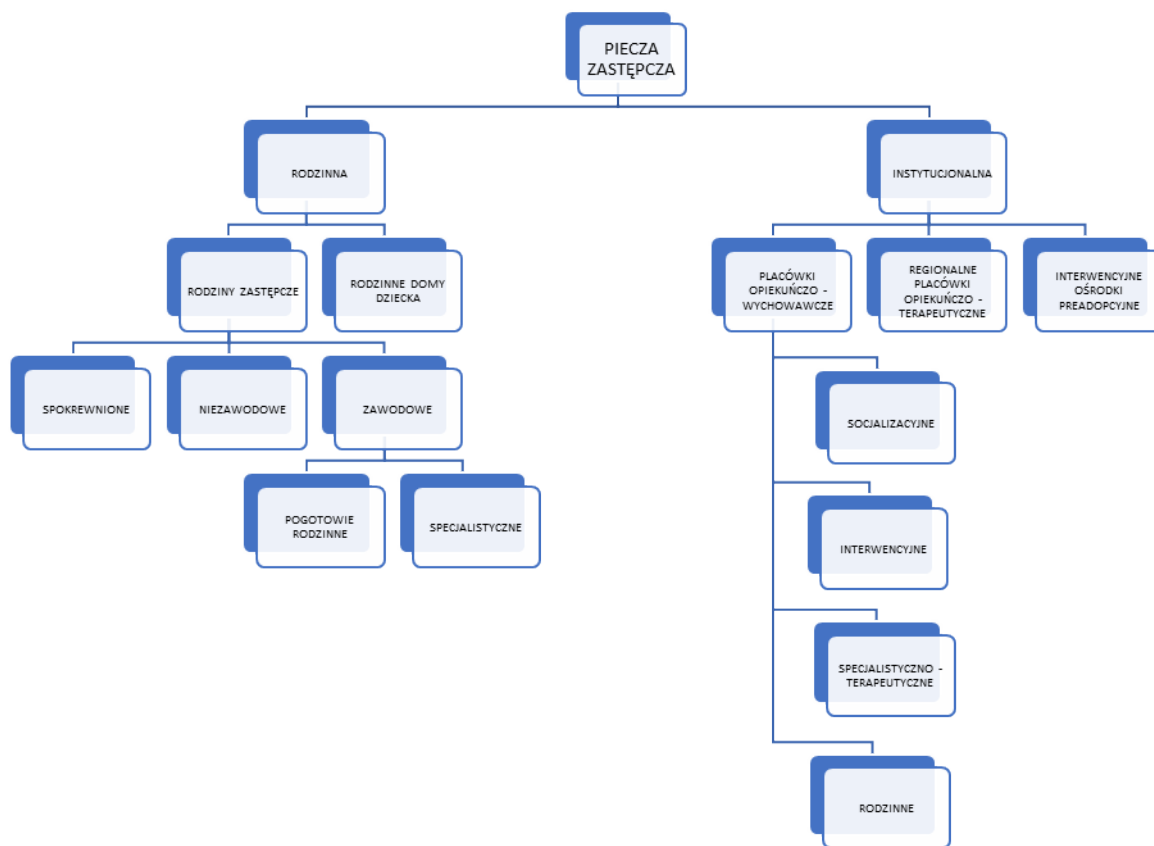 PIECZA
ZASTĘPCZA
RODZINNA
INSTYTUCJONALNA
RODZINY ZASTĘPCZE
RODZINNE DOMY
DZIECKA
PLACÓWKI
OPIEKUŃCZO -
WYCHOWAWCZE
REGIONALNE
PLACÓWKI
OPIEKUŃCZO -
TERAPEUTYCZNE
INTERWENCYJNE
OŚRODKI
PREADOPCYJNE
SPOKREWNIONE
NIEZAWODOWE
ZAWODOWE
SOCJALIZACYJNE
POGOTOWIE
RODZINNE
SPECJALISTYCZNE
INTERWENCYJNE
SPECJALISTYCZNO -
TERAPEUTYCZNE
RODZINNE